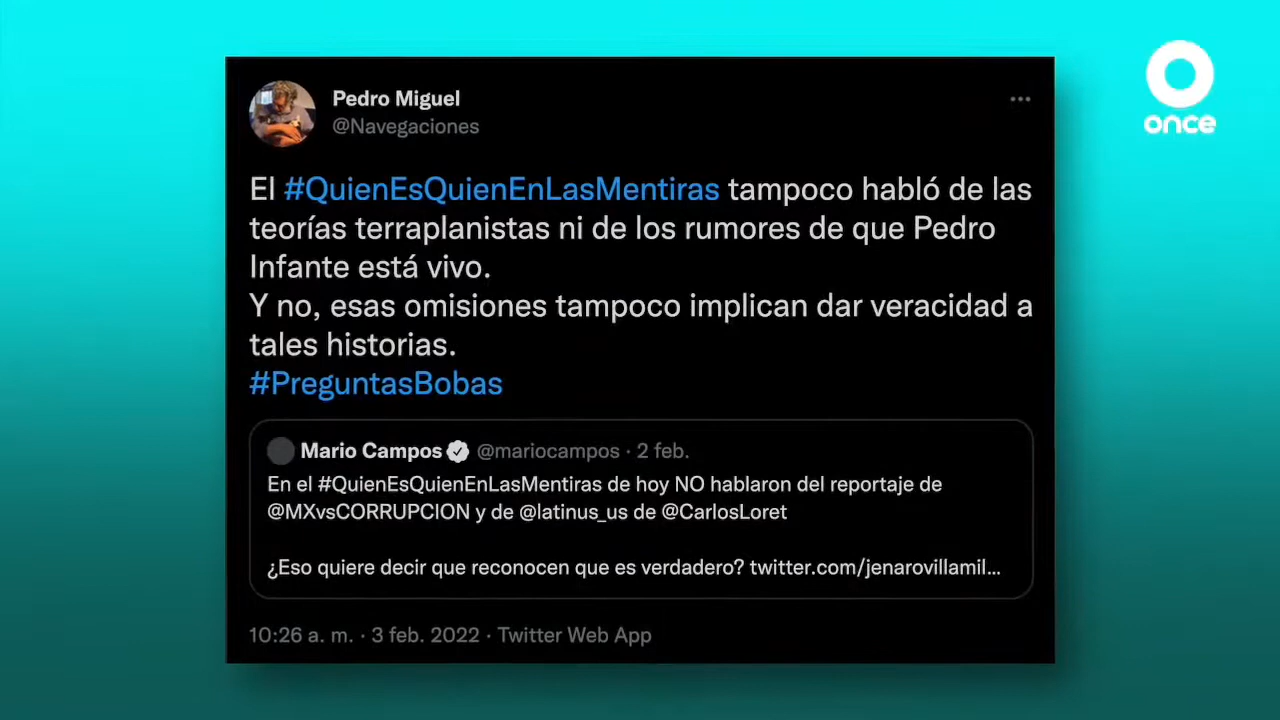 once
Pedro Miguel
@Navegaciones
El #QuienEsQuienEnLasMentiras tampoco habló de las
teorías terraplanistas ni de los rumores de que Pedro
Infante está vivo.
Y no, esas omisiones tampoco implican dar veracidad a
tales historias.
#PreguntasBobas
Mario Campos @mariocampos · 2 feb.
En el #QuienEsQuienEnLasMentiras de hoy NO hablaron del reportaje de
@MXvsCORRUPCION y de @latinus_us de @CarlosLoret
¿Eso quiere decir que reconocen que es verdadero? twitter.com/jenarovillamil...
10:26 a. m. · 3 feb. 2022 · Twitter Web App